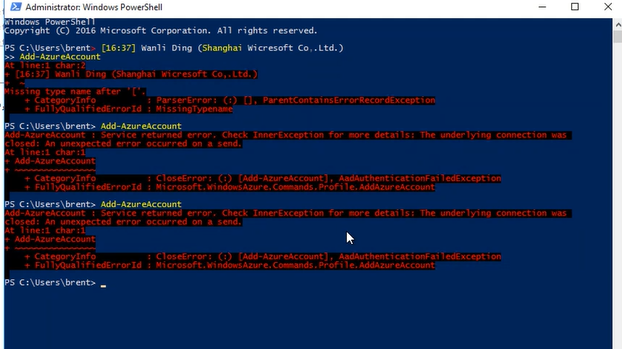 Administrator: Windows PowerShell
Windows PowerShell
Copyright (C) 2016 Microsoft Corporation. All rights reserved.
PS C:\Users\brent> [16:37] Wanli Ding (Shanghai Wicresoft Co,.Ltd.)
>> Add-AzureAccount
At line:1 char:2
+ [16:37] Wanli Ding (Shanghai Wicresoft Co,.Ltd.)
+  ~
Missing type name after '['.
    + CategoryInfo          : ParserError: (:) [], ParentContainsErrorRecordException
    + FullyQualifiedErrorId : MissingTypename
PS C:\Users\brent> Add-AzureAccount
Add-AzureAccount : Service returned error. Check InnerException for more details: The underlying connection was
closed: An unexpected error occurred on a send.
At line:1 char:1
+ Add-AzureAccount
+ ~~~~~~~~~~~~~~~~
    + CategoryInfo          : CloseError: (:) [Add-AzureAccount], AadAuthenticationFailedException
    + FullyQualifiedErrorId : Microsoft.WindowsAzure.Commands.Profile.AddAzureAccount
PS C:\Users\brent> Add-AzureAccount
Add-AzureAccount : Service returned error. Check InnerException for more details: The underlying connection was
closed: An unexpected error occurred on a send.
At line:1 char:1
+ Add-AzureAccount
+ ~~~~~~~~~~~~~~~~
    + CategoryInfo          : CloseError: (:) [Add-AzureAccount], AadAuthenticationFailedException
    + FullyQualifiedErrorId : Microsoft.WindowsAzure.Commands.Profile.AddAzureAccount
PS C:\Users\brent> _